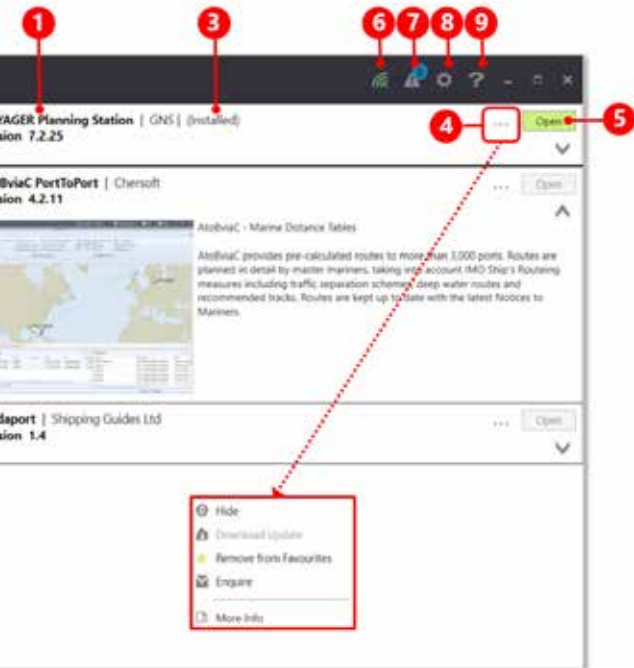 1
3
6
7
8
9
YAGER Planning Station | GNS | (Installed)
sion 7.2.25
4
Open
5
BviaC PortToPort | Chersoft
sion 4.2.11
Open
AtoBviaC - Marine Distance Tables
AtoBviaC provides pre-calculated routes to more than 3,000 ports. Routes are
planned in detail by master mariners, taking into account IMO Ship's Routeing
measures including traffic separation schemes, deep water routes and
recommended tracks. Routes are kept up to date with the latest Notices to
Mariners.
daport | Shipping Guides Ltd
sion 1.4
Open
Hide
Download Update
Remove from Favourites
Enquire
More Info